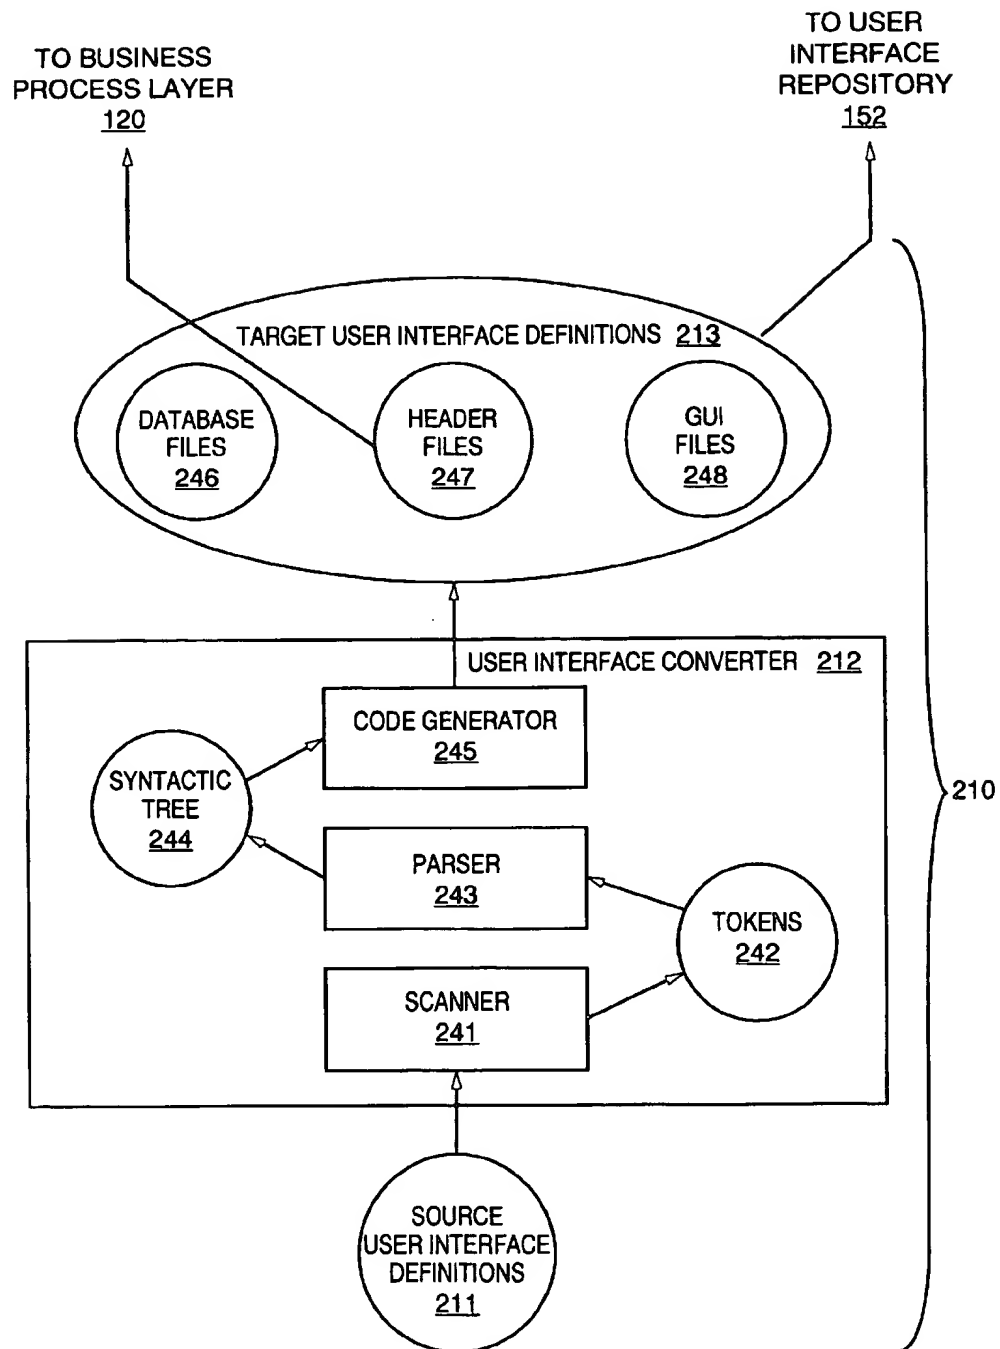 TO BUSINESS
PROCESS LAYER
120
TO USER
INTERFACE
REPOSITORY
152
TARGET USER INTERFACE DEFINITIONS 213
DATABASE
FILES
246
HEADER
FILES
247
GUI
FILES
248
USER INTERFACE CONVERTER 212
CODE GENERATOR
245
SYNTACTIC
TREE
244
PARSER
243
TOKENS
242
SCANNER
241
SOURCE
USER INTERFACE
DEFINITIONS
211
210